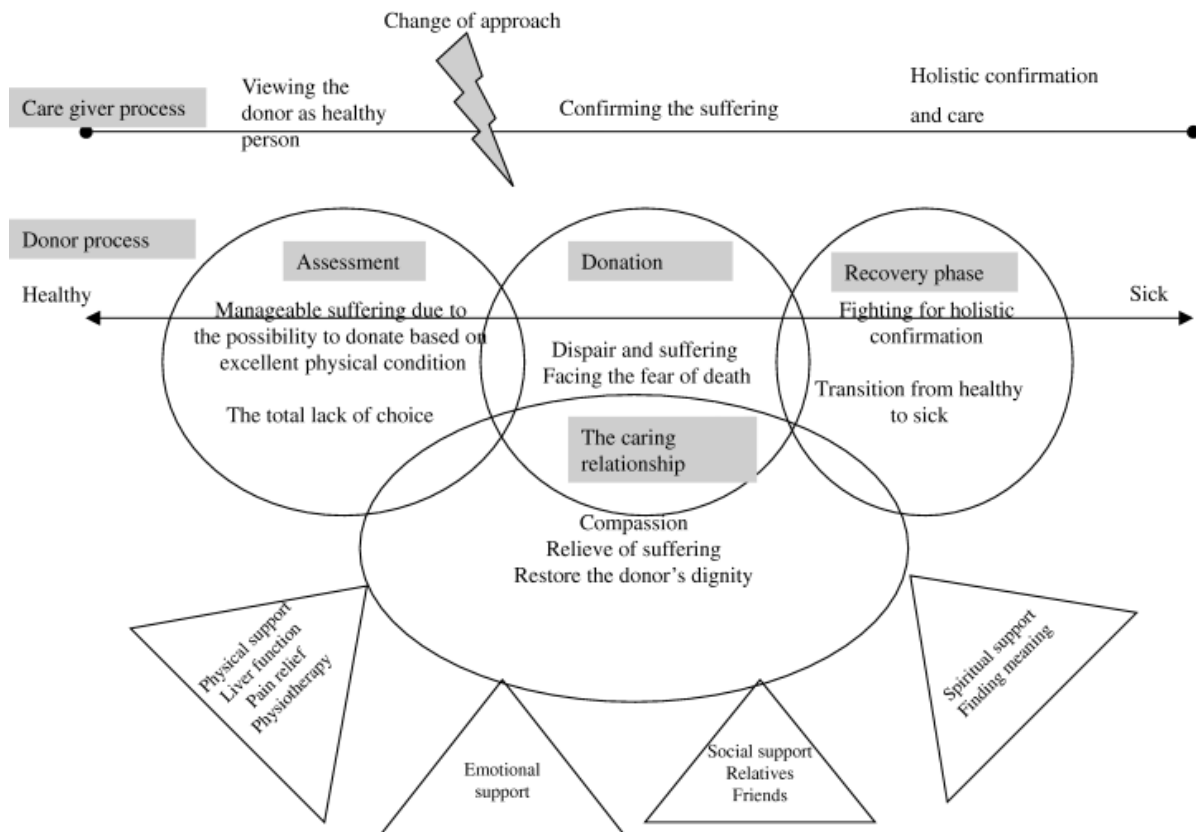 Change of approach
Care giver process
Viewing the
donor as healthy
person
Confirming the suffering
Holistic confirmation
and care
Donor process
Healthy
Sick
Assessment
Manageable suffering due to
the possibility to donate based on
excellent physical condition
The total lack of choice
Donation
Dispair and suffering
Facing the fear of death
Recovery phase
Fighting for holistic
confirmation
Transition from healthy
to sick
The caring
relationship
Compassion
Relieve of suffering
Restore the donor's dignity
Physical support
Liver function
Pain relief
Physiotherapy
Emotional
support
Social support
Relatives
Friends
Spiritual support
Finding meaning